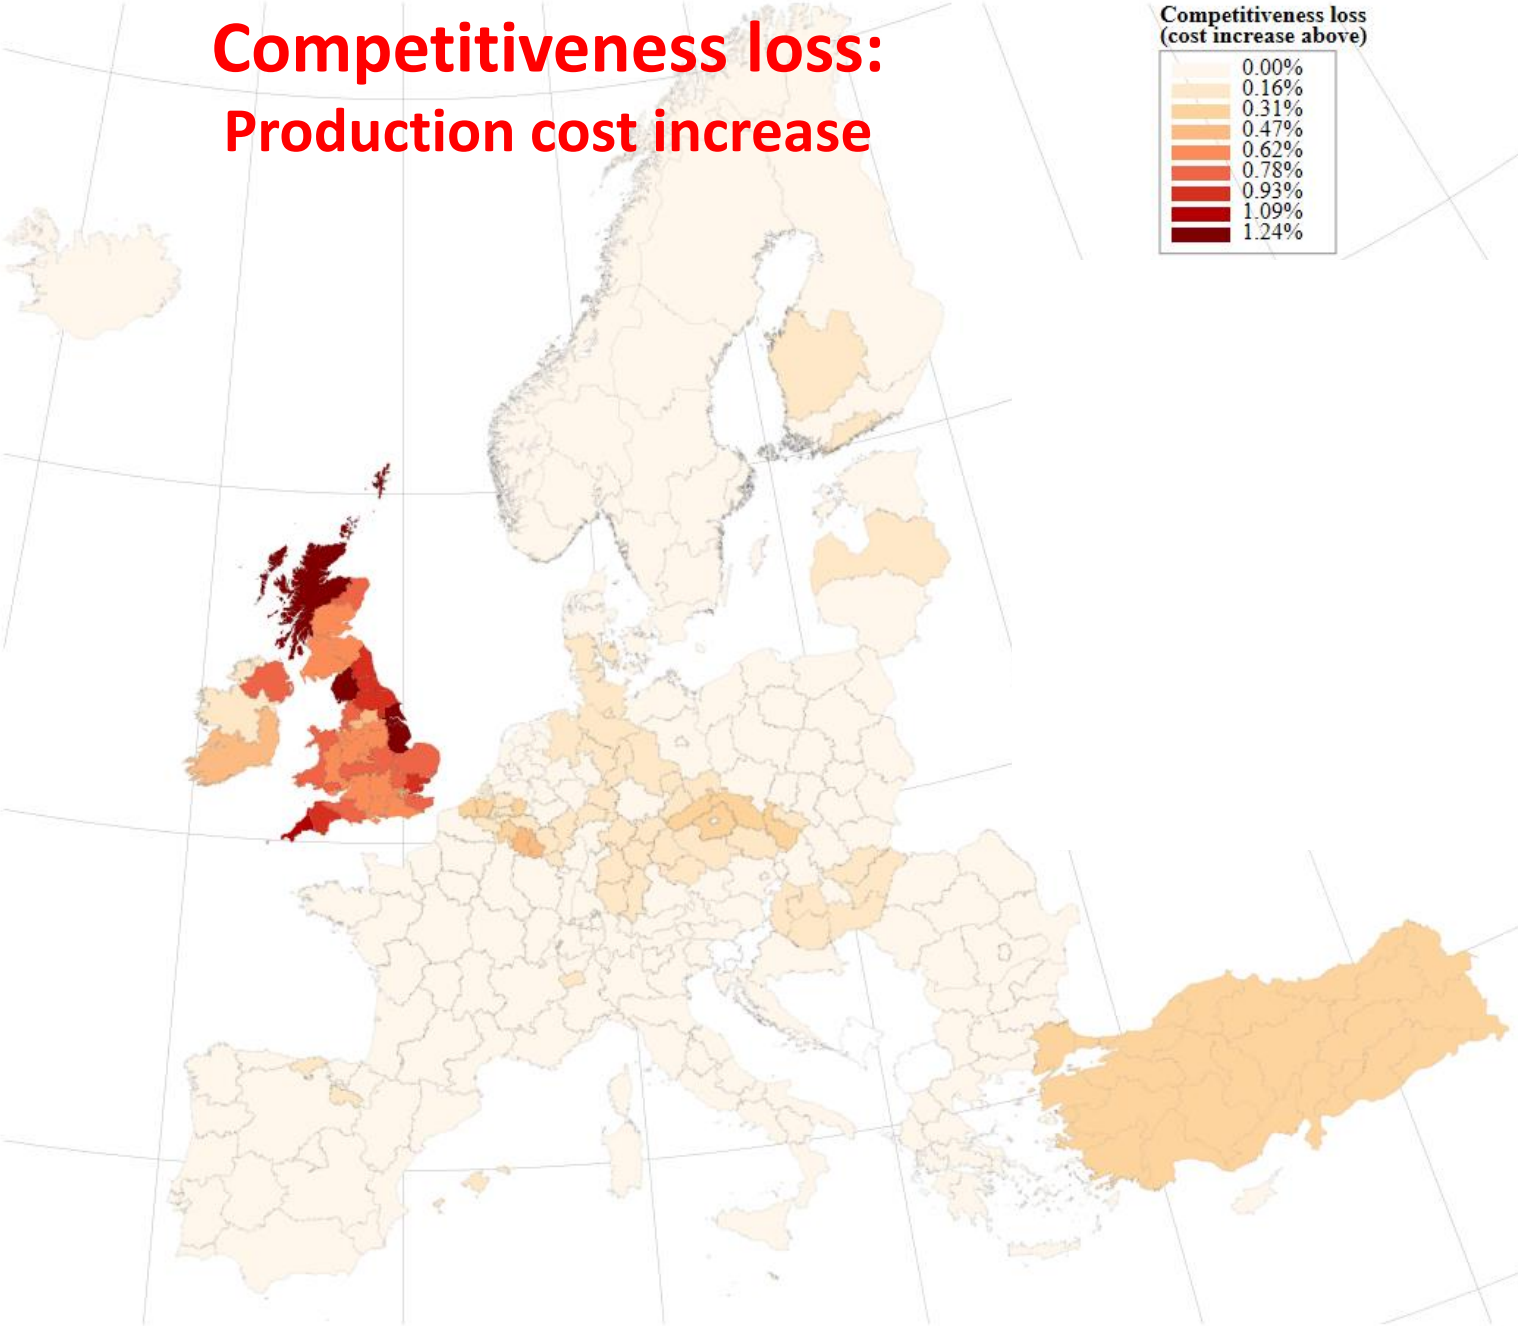 Competitiveness loss:
Production cost increase
Competitiveness loss
(cost increase above)
0.00%
0.16%
0.31%
0.47%
0.62%
0.78%
0.93%
1.09%
1.24%